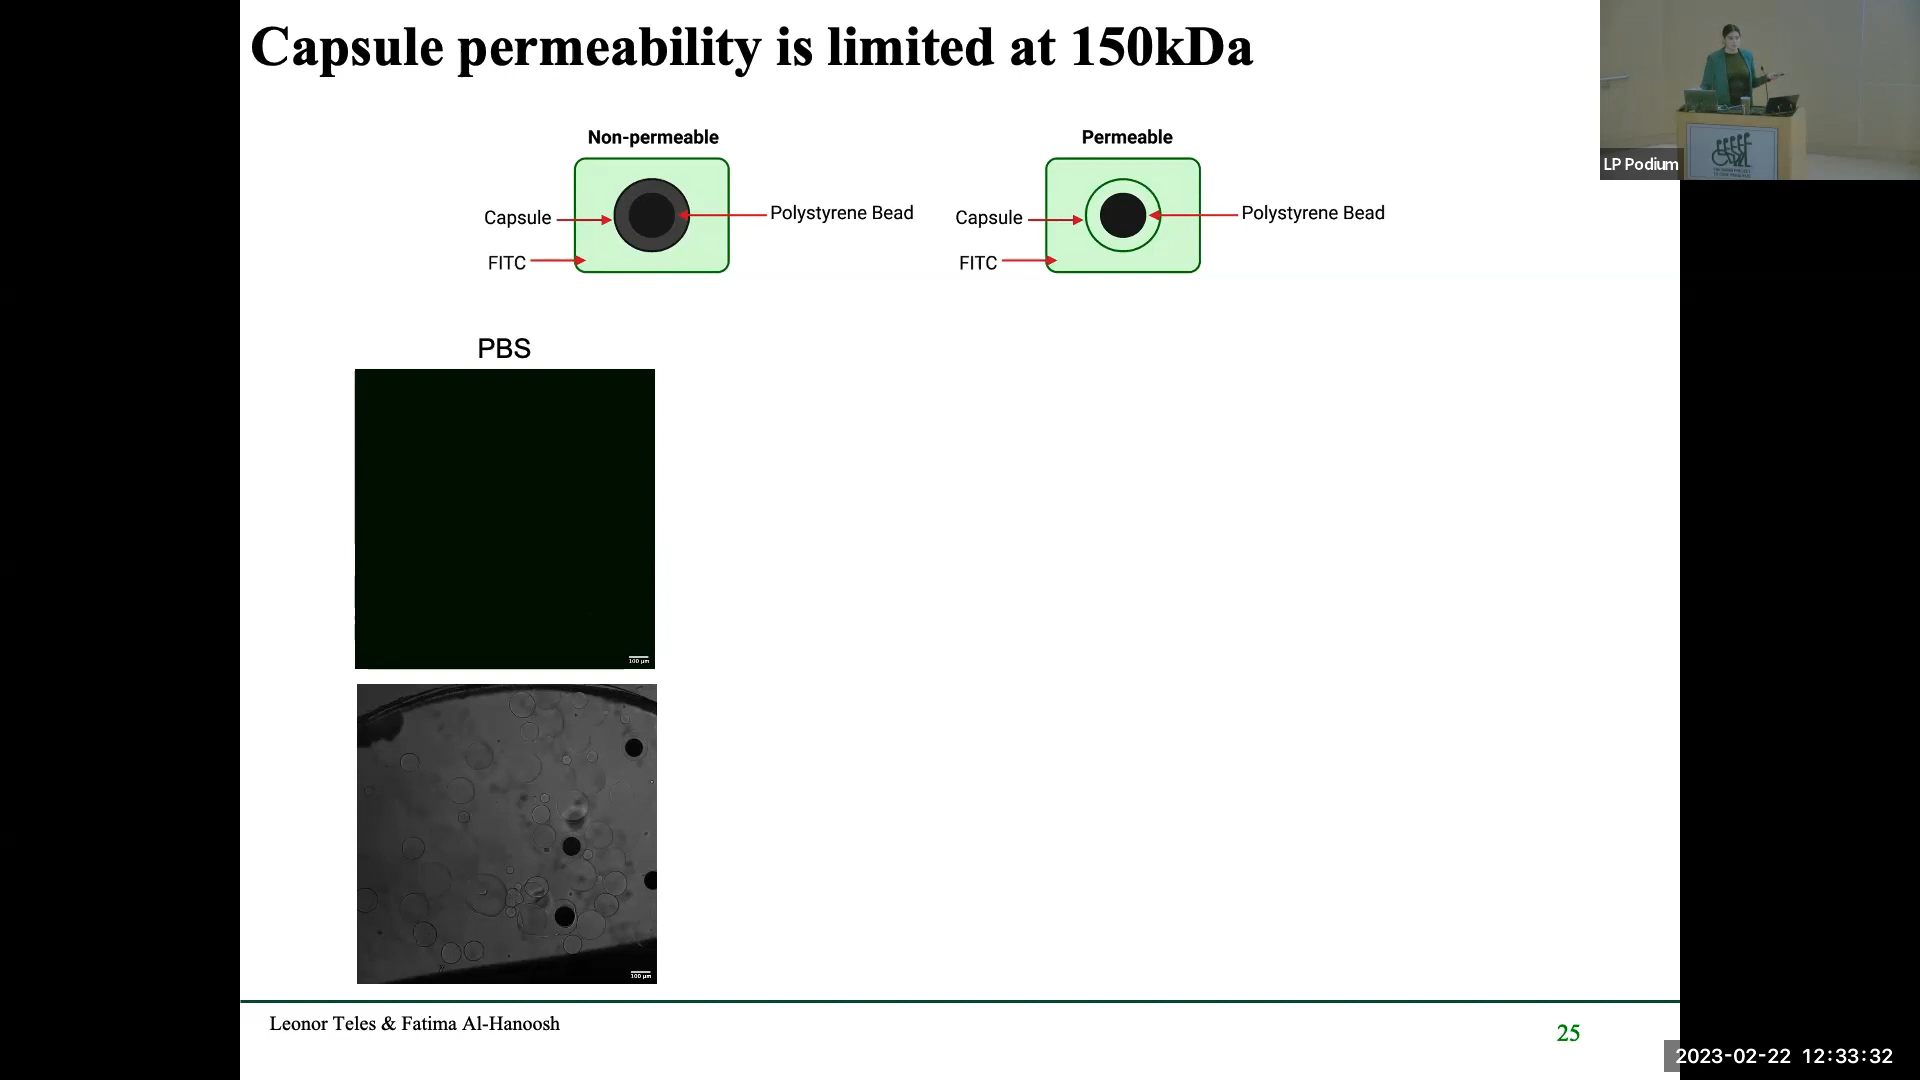 Capsule permeability is limited at 150kDa
LP Podium
Non-permeable
Capsule
Polystyrene Bead
FITC
Permeable
Capsule
Polystyrene Bead
FITC
PBS
100 µm
100 µm
Leonor Teles & Fatima Al-Hanoosh
25
2023-02-22 12:33:32